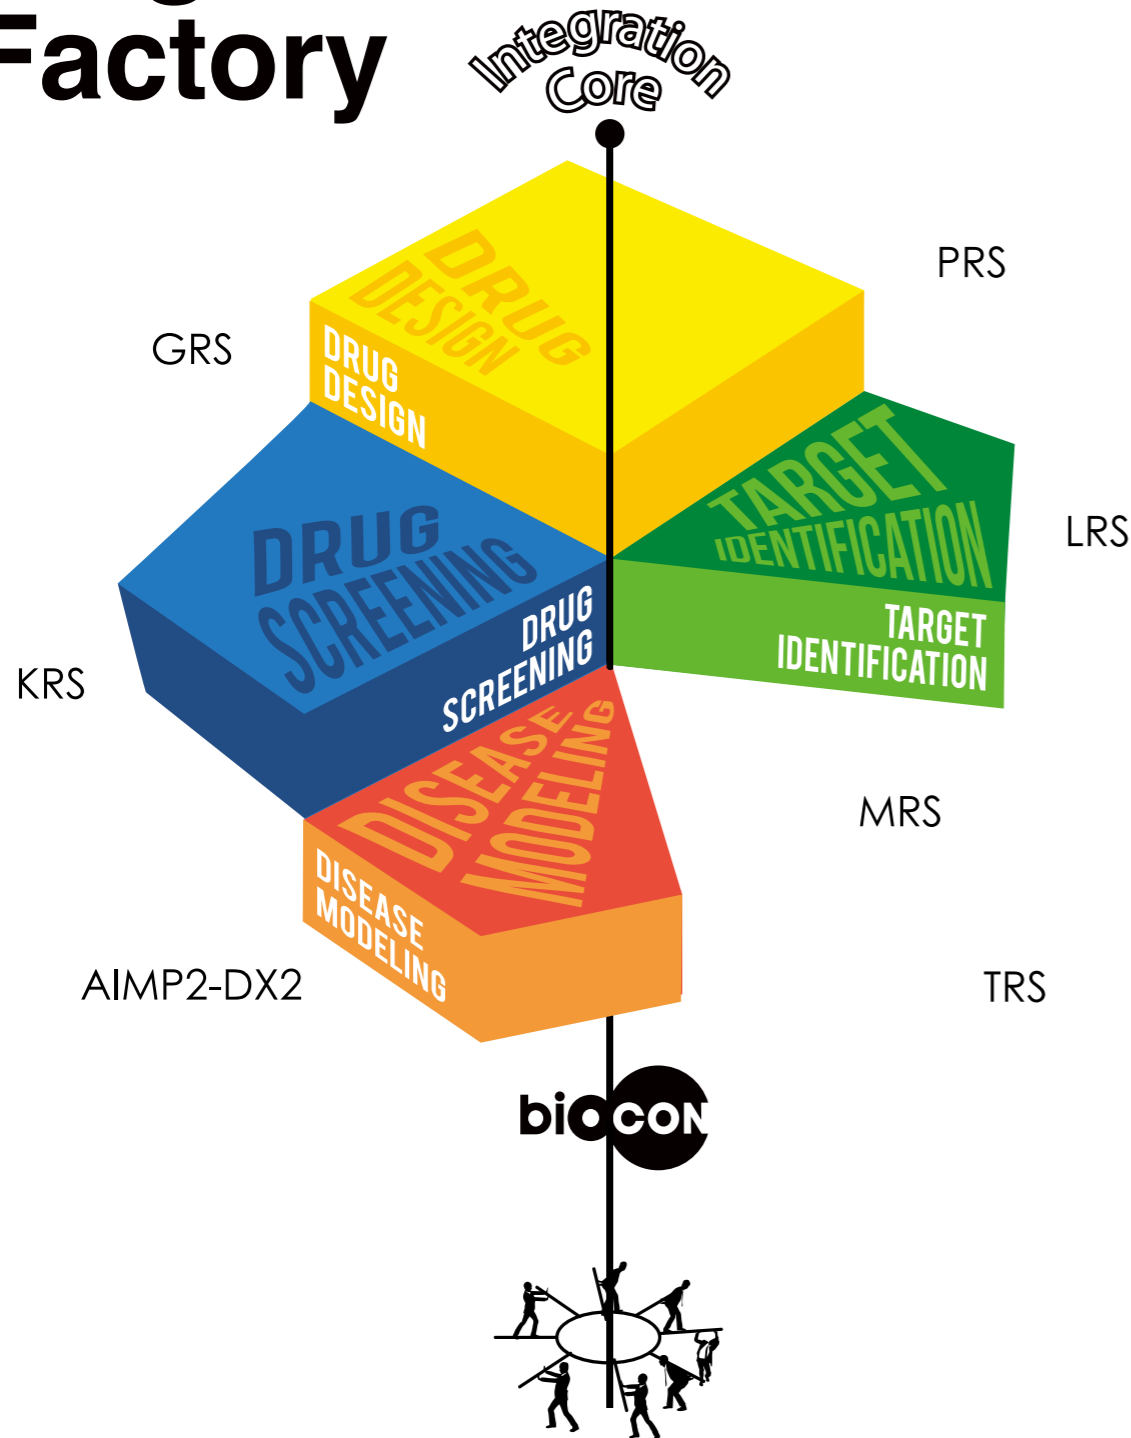 Factory
Integration
Core
PRS
GRS
DRUG
DESIGN
DRUG
DESIGN
TARGET
IDENTIFICATION
LRS
DRUG
SCREENING
DRUG
SCREENING
TARGET
IDENTIFICATION
KRS
DISEASE
MODELING
MRS
DISEASE
MODELING
AIMP2-DX2
TRS
biocon